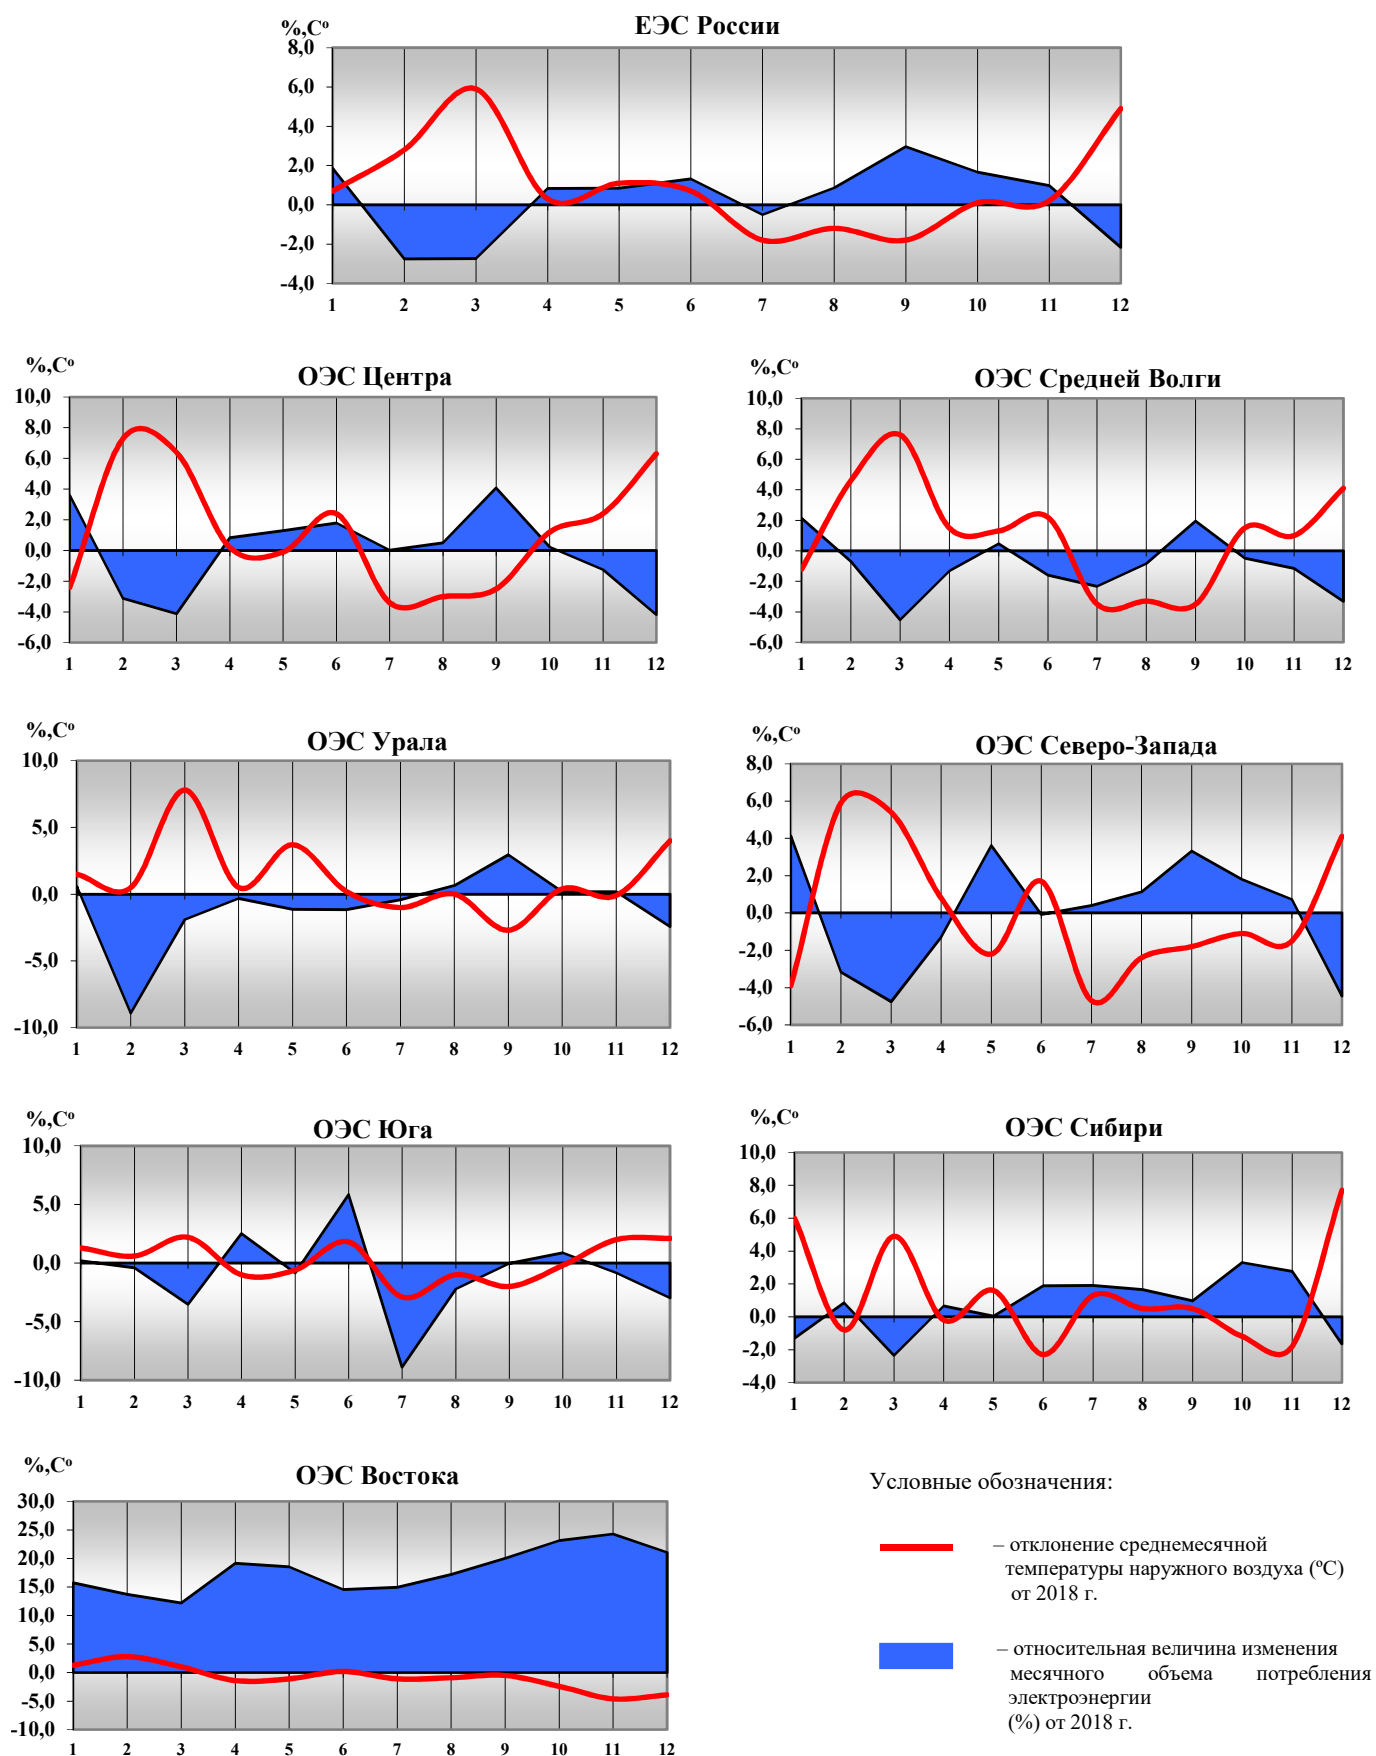 ЕЭС России
%,Сº
8,0
6,0
4,0
2,0
0,0
-2,0
-4,0
1 2 3 4 5 6 7 8 9 10 11 12
ОЭС Центра
%,Сº
10,0
8,0
6,0
4,0
2,0
0,0
-2,0
-4,0
-6,0
1 2 3 4 5 6 7 8 9 10 11 12
ОЭС Средней Волги
%,Сº
10,0
8,0
6,0
4,0
2,0
0,0
-2,0
-4,0
-6,0
1 2 3 4 5 6 7 8 9 10 11 12
ОЭС Урала
%,Сº
10,0
5,0
0,0
-5,0
-10,0
1 2 3 4 5 6 7 8 9 10 11 12
ОЭС Северо-Запада
%,Сº
8,0
6,0
4,0
2,0
0,0
-2,0
-4,0
-6,0
1 2 3 4 5 6 7 8 9 10 11 12
ОЭС Юга
%,Сº
10,0
5,0
0,0
-5,0
-10,0
1 2 3 4 5 6 7 8 9 10 11 12
ОЭС Сибири
%,Сº
10,0
8,0
6,0
4,0
2,0
0,0
-2,0
-4,0
1 2 3 4 5 6 7 8 9 10 11 12
ОЭС Востока
%,Сº
30,0
25,0
20,0
15,0
10,0
5,0
0,0
-5,0
-10,0
1 2 3 4 5 6 7 8 9 10 11 12
Условные обозначения:
– отклонение среднемесячной
температуры наружного воздуха (ºС)
от 2018 г.
– относительная величина изменения
месячного объема потребления
электроэнергии
(%) от 2018 г.